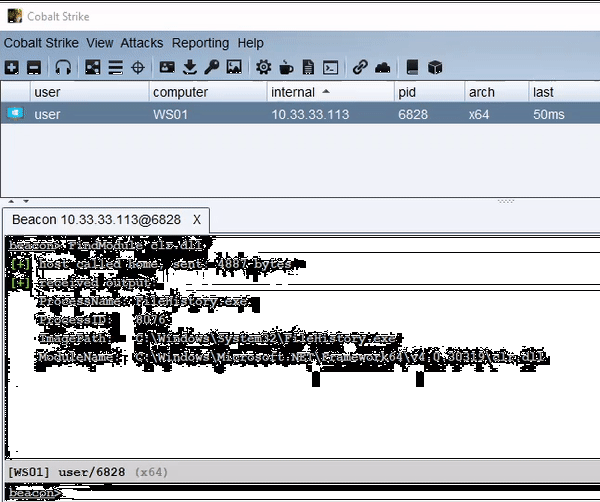 Cobalt Strike
Cobalt Strike View Attacks Reporting Help
user computer internal pid arch last
user WS01 10.33.33.113 6828 x64 50ms
Beacon 10.33.33.113@6828 X
beacon> FindModule clr.dll
[+] host called home, sent: 4887 bytes
[+] received output:
ProcessName: FileHistory.exe
ProcessID: 8076
ImagePath: C:\Windows\system32\FileHistory.exe
ModuleName: C:\Windows\Microsoft.NET\Framework64\v4.0.30319\clr.dll
[WS01] user/6828 (x64)
beacon>